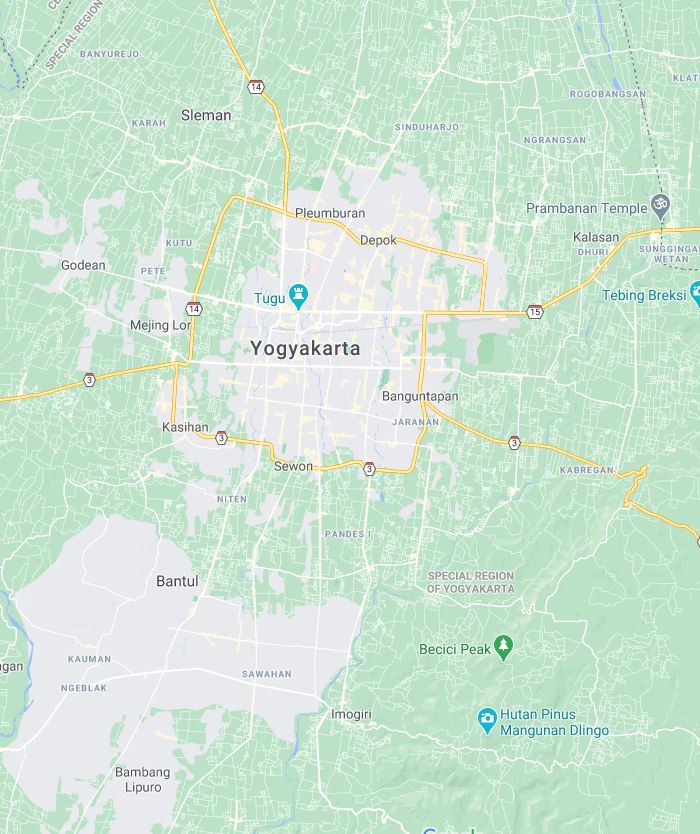 SPECIAL REGION
BANYUREJO
14
Sleman
KARAH
SINDUHARJO
ROGOBANGSAN
NGRANGSAN
Prambanan Temple
Pleumburan
Depok
KUTU
Kalasan
DHURI
SUNGGINGAN
WETAN
Godean
PETE
Tugu
Tebing Breksi
14
15
Mejing Lor
Yogyakarta
3
Banguntapan
JARANAN
Kasihan
3
3
Sewon
3
KABREGAN
NITEN
PANDES I
Bantul
SPECIAL REGION
OF YOGYAKARTA
Becici Peak
KAUMAN
NGEBLAK
SAWAHAN
Imogiri
Hutan Pinus
Mangunan Dlingo
Bambang
Lipuro